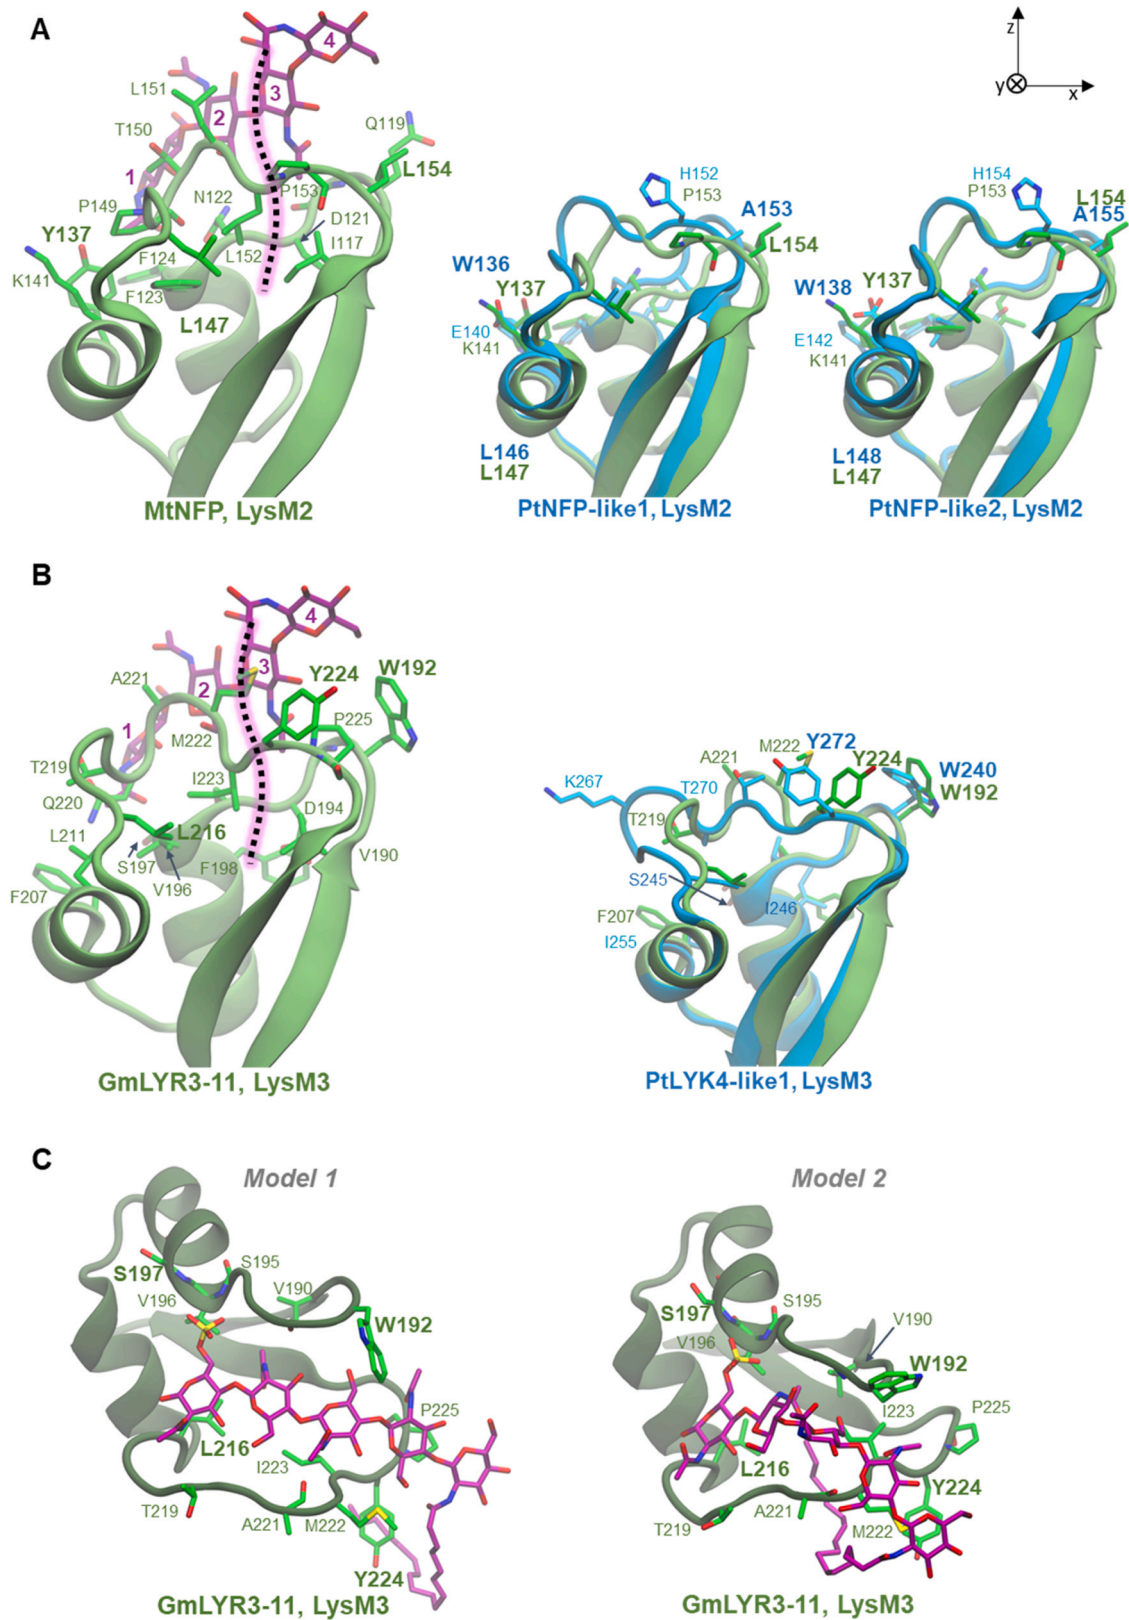 A
z
y
x
4
3
2
1
L151
T150
Q119
L154
P149
N122
P153
D121
Y137
L152
I117
F124
K141
F123
L147
MtNFP, LysM2
H152
P153
A153
L154
W136
Y137
E140
K141
L146
L147
PtNFP-like1, LysM2
H154
P153
L154
A155
W138
Y137
E142
K141
L148
L147
PtNFP-like2, LysM2
B
4
3
2
1
A221
Y224
W192
P225
M222
T219
I223
Q220
D194
L216
L211
S197
V196
F198
V190
F207
GmLYR3-11, LysM3
K267
A221
M222
Y272
Y224
T270
W240
W192
T219
S245
I246
F207
I255
PtLYK4-like1, LysM3
C
Model 1
S197
S195
V196
V190
W192
P225
L216
I223
T219
A221
M222
Y224
GmLYR3-11, LysM3
Model 2
S197
S195
V190
V196
W192
I223
P225
L216
Y224
T219
A221
M222
GmLYR3-11, LysM3